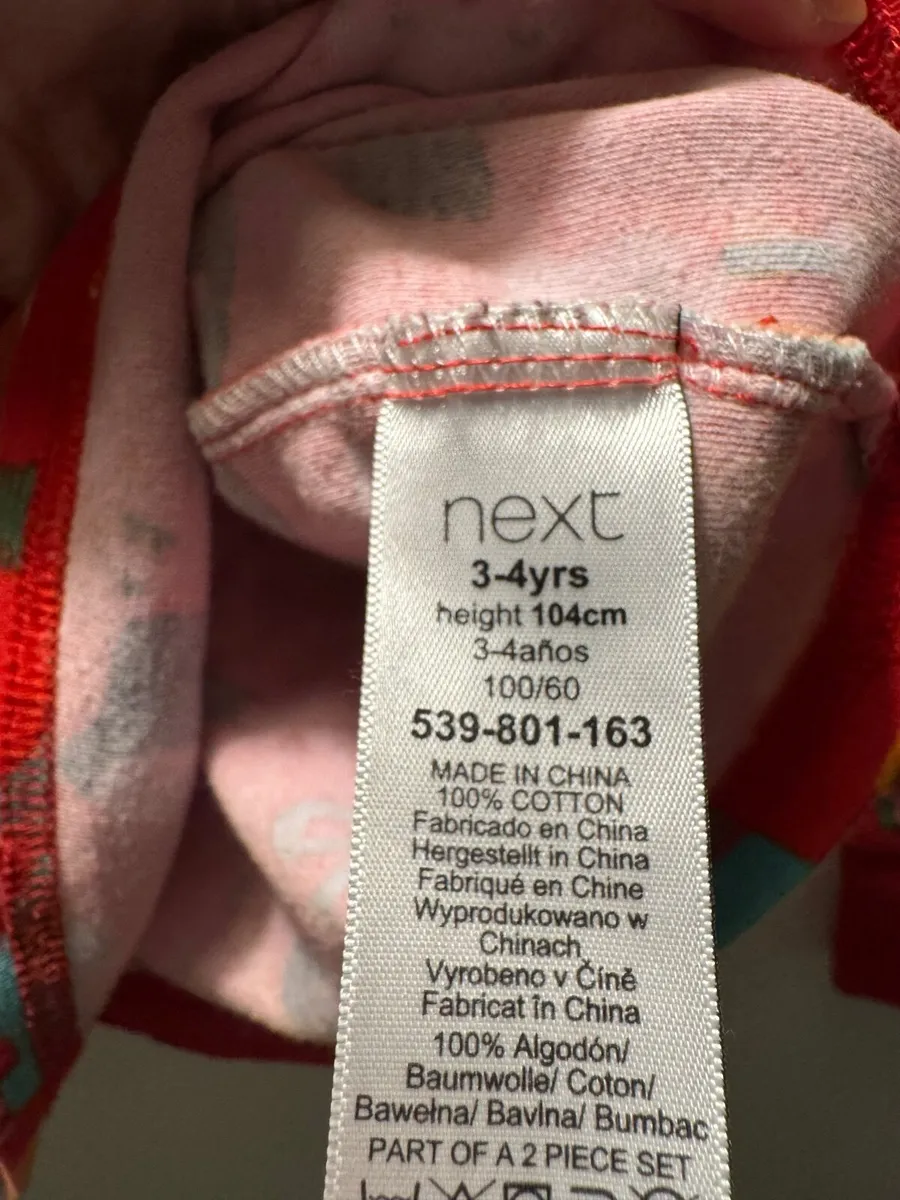 next
3-4yrs
height 104cm
3-4años
100/60
539-801-163
MADE IN CHINA
100% COTTON
Fabricado en China
Hergestellt in China
Fabriqué en Chine
Wyprodukowano w
Chinach
Vyrobeno v Číně
Fabricat în China
100% Algodón/
Baumwolle/ Coton/
Bawełna/ Bavlna/ Bumbac
PART OF A 2 PIECE SET